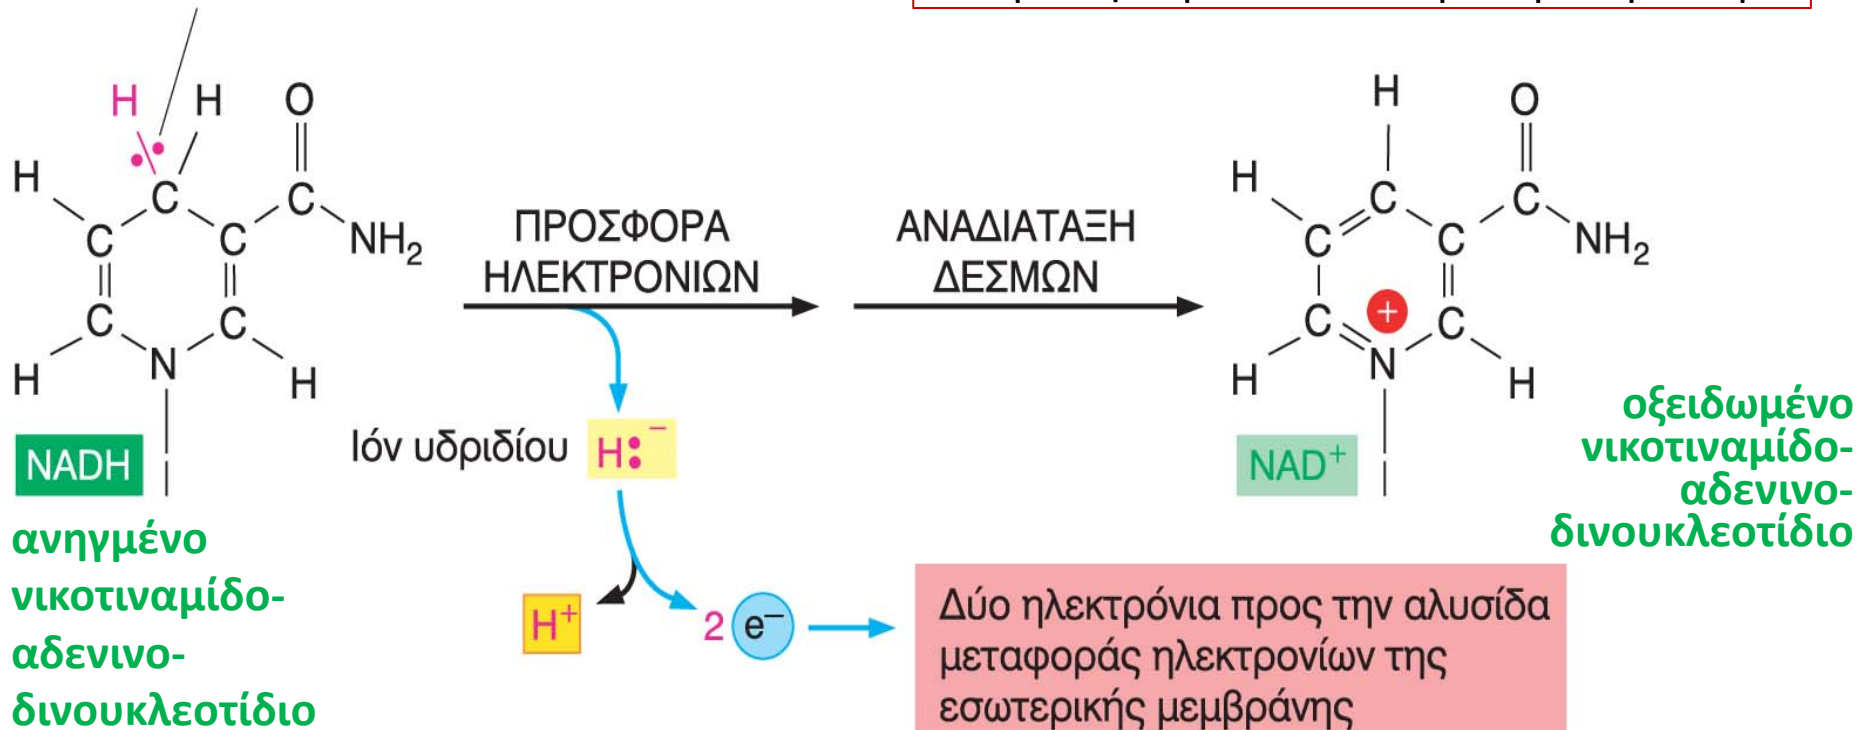 H H O
H C C
C C NH2
C C
H N H
NADH
ανηγμένο
νικοτιναμίδο-
αδενινο-
δινουκλεοτίδιο
ΠΡΟΣΦΟΡΑ
ΗΛΕΚΤΡΟΝΙΩΝ
ΑΝΑΔΙΑΤΑΞΗ
ΔΕΣΜΩΝ
Ιόν υδριδίου H:⁻
H⁺
2 e⁻
Δύο ηλεκτρόνια προς την αλυσίδα
μεταφοράς ηλεκτρονίων της
εσωτερικής μεμβράνης
H O
H C C
C C NH2
C + C
H N H
NAD⁺
οξειδωμένο
νικοτιναμίδο-
αδενινο-
δινουκλεοτίδιο